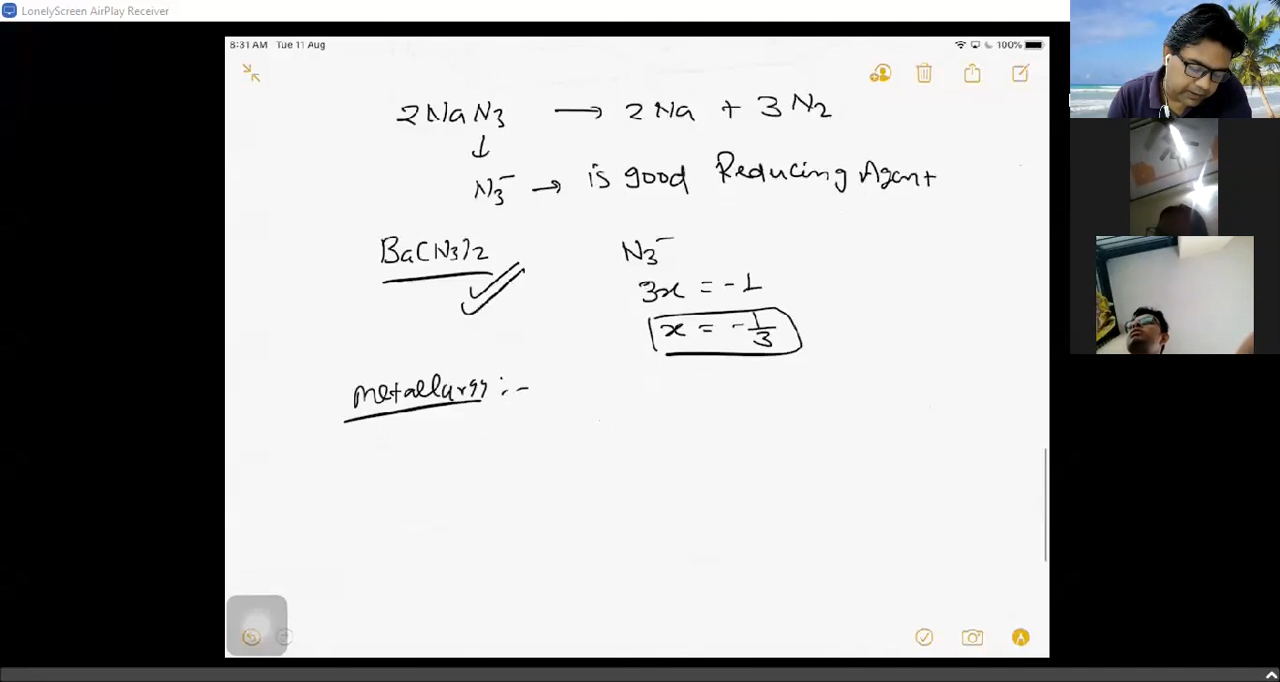 LonelyScreen AirPlay Receiver
8:31 AM Tue 11 Aug
100%
2NaN3 → 2Na + 3N2
↓
N3⁻ → is good Reducing Agent
Ba(N3)2
N3⁻
3x = -1
x = -1/3
Metallurgy :-